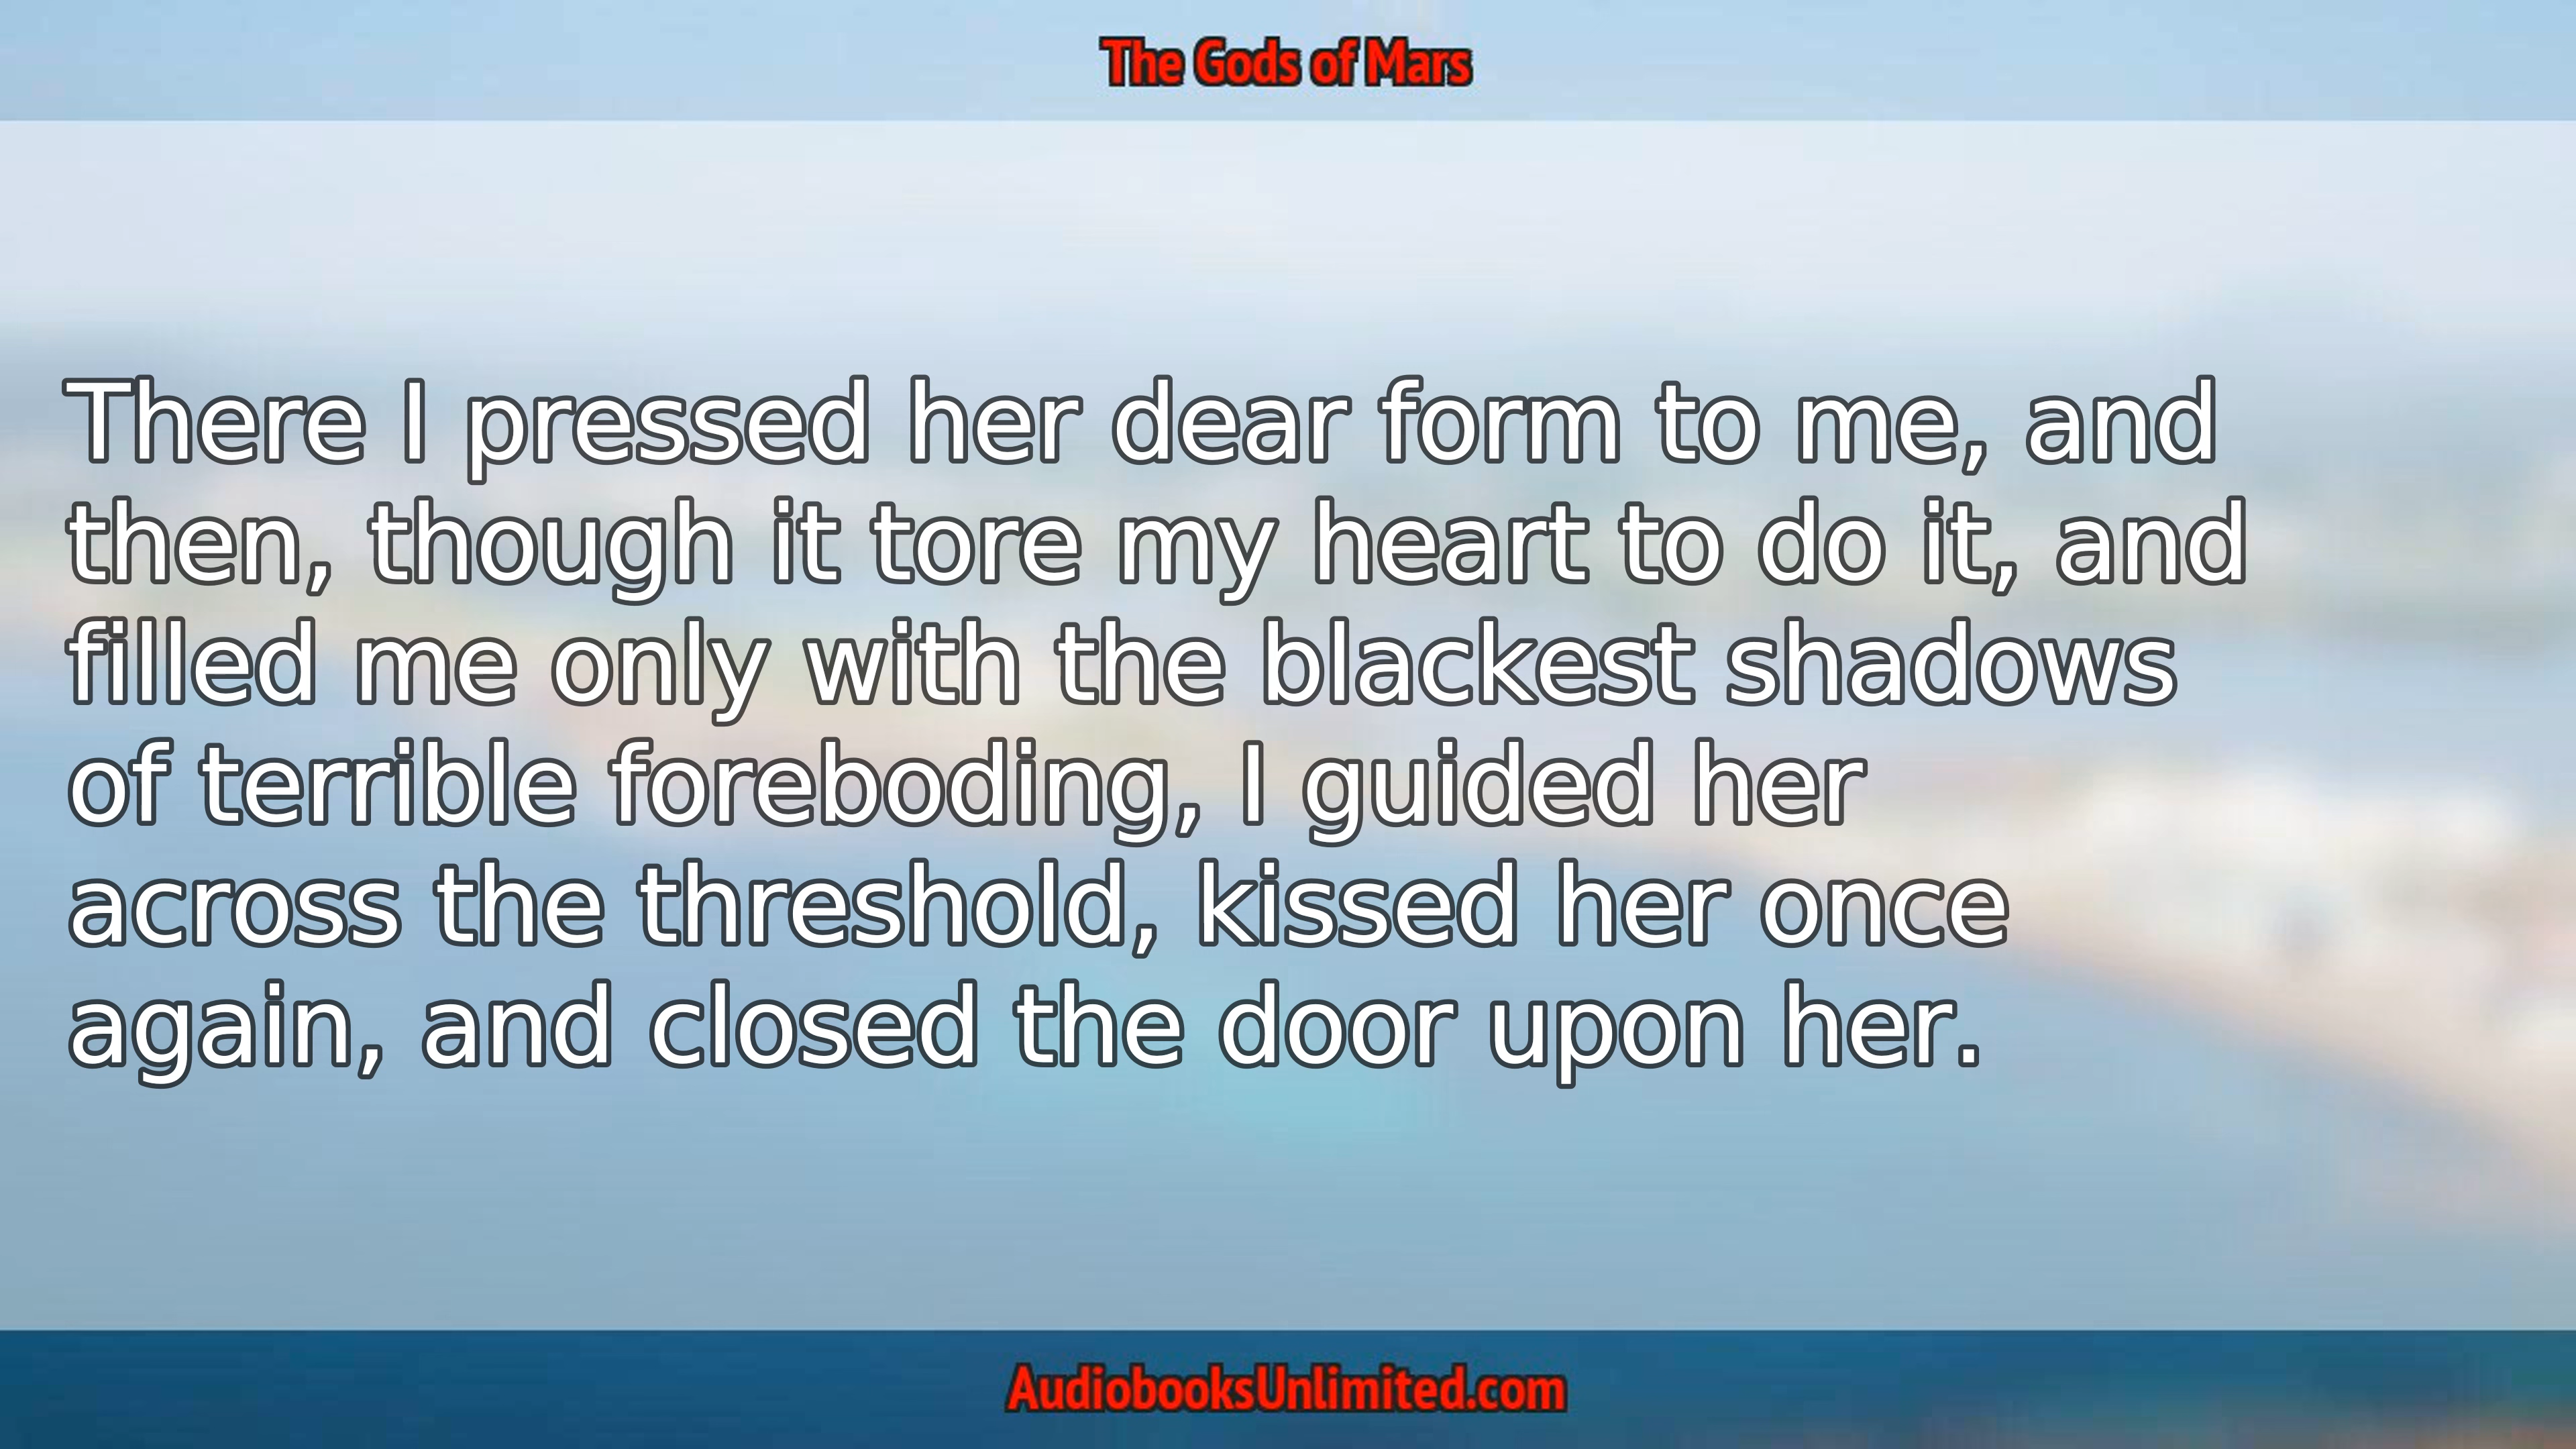 The Gods of Mars
There I pressed her dear form to me, and
then, though it tore my heart to do it, and
filled me only with the blackest shadows
of terrible foreboding, I guided her
across the threshold, kissed her once
again, and closed the door upon her.
AudiobooksUnlimited.com